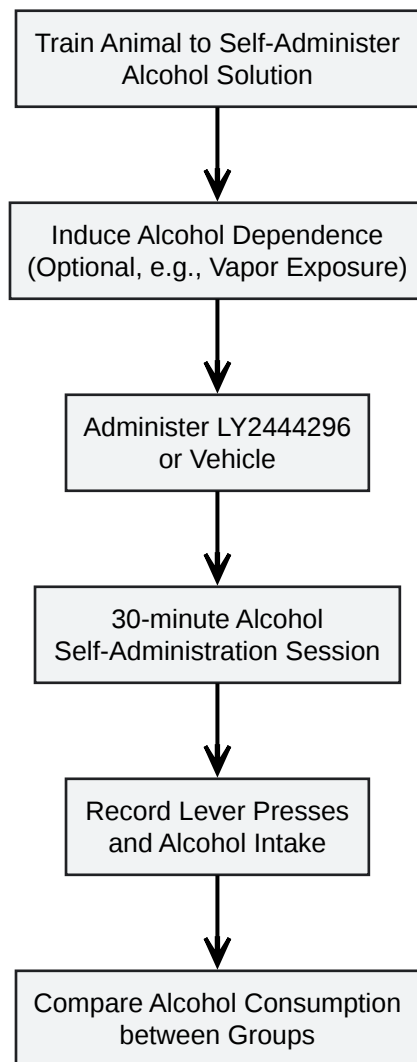 Train Animal to Self-Administer
Alcohol Solution
Induce Alcohol Dependence
(Optional, e.g., Vapor Exposure)
Administer LY2444296
or Vehicle
30-minute Alcohol
Self-Administration Session
Record Lever Presses
and Alcohol Intake
Compare Alcohol Consumption
between Groups